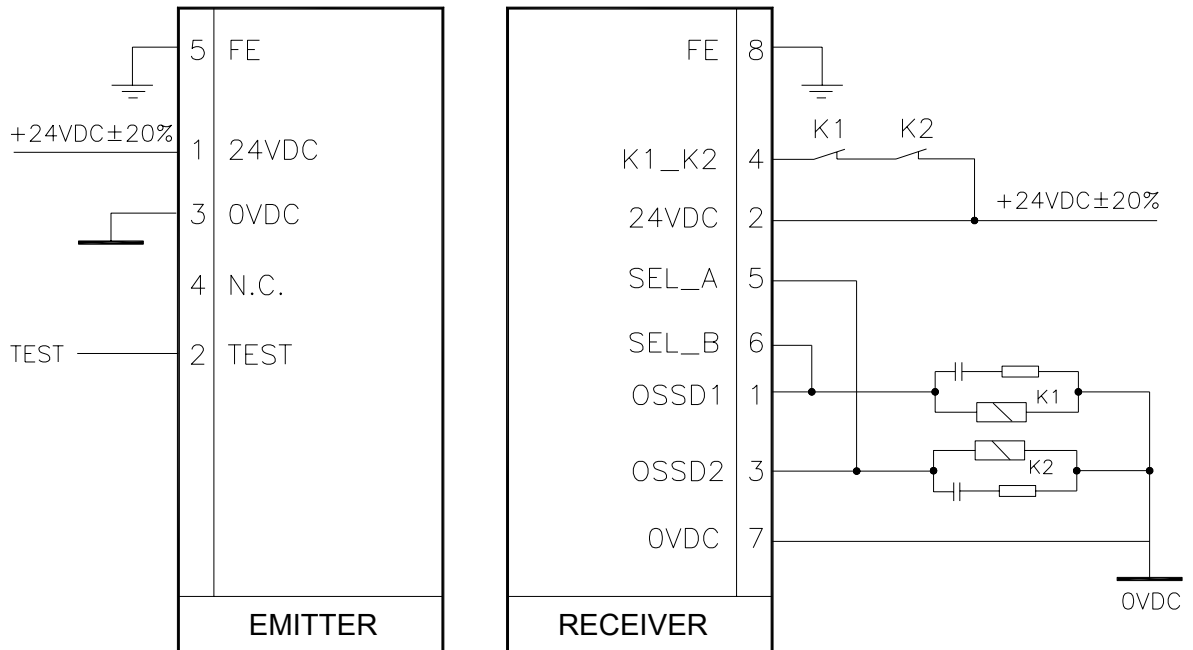 5 FE
+24VDC±20%
1 24VDC
3 0VDC
4 N.C.
TEST
2 TEST
EMITTER
FE 8
K1 K2
K1_K2 4
+24VDC±20%
24VDC 2
SEL_A 5
SEL_B 6
OSSD1 1
K1
OSSD2 3
K2
0VDC 7
0VDC
RECEIVER